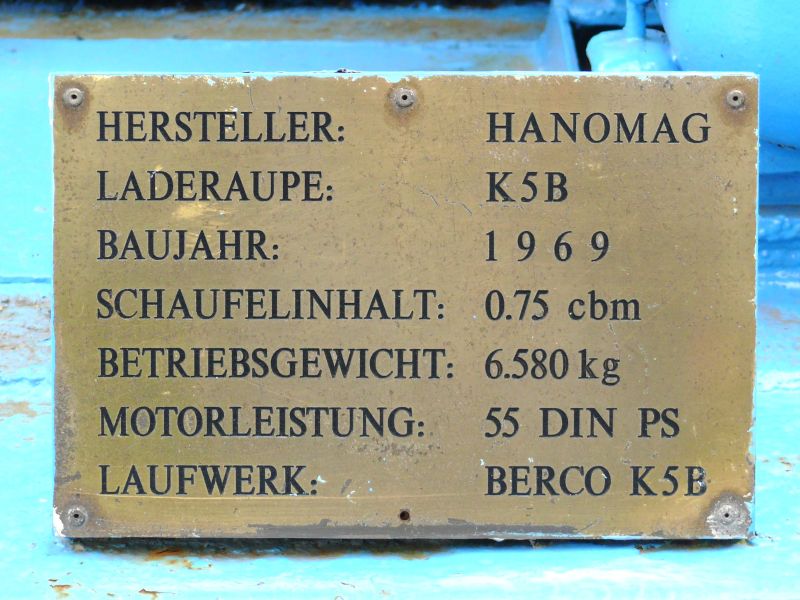 HERSTELLER: HANOMAG
LADERAUPE: K5B
BAUJAHR: 1969
SCHAUFELINHALT: 0.75 cbm
BETRIEBSGEWICHT: 6.580 kg
MOTORLEISTUNG: 55 DIN PS
LAUFWERK: BERCO K5B